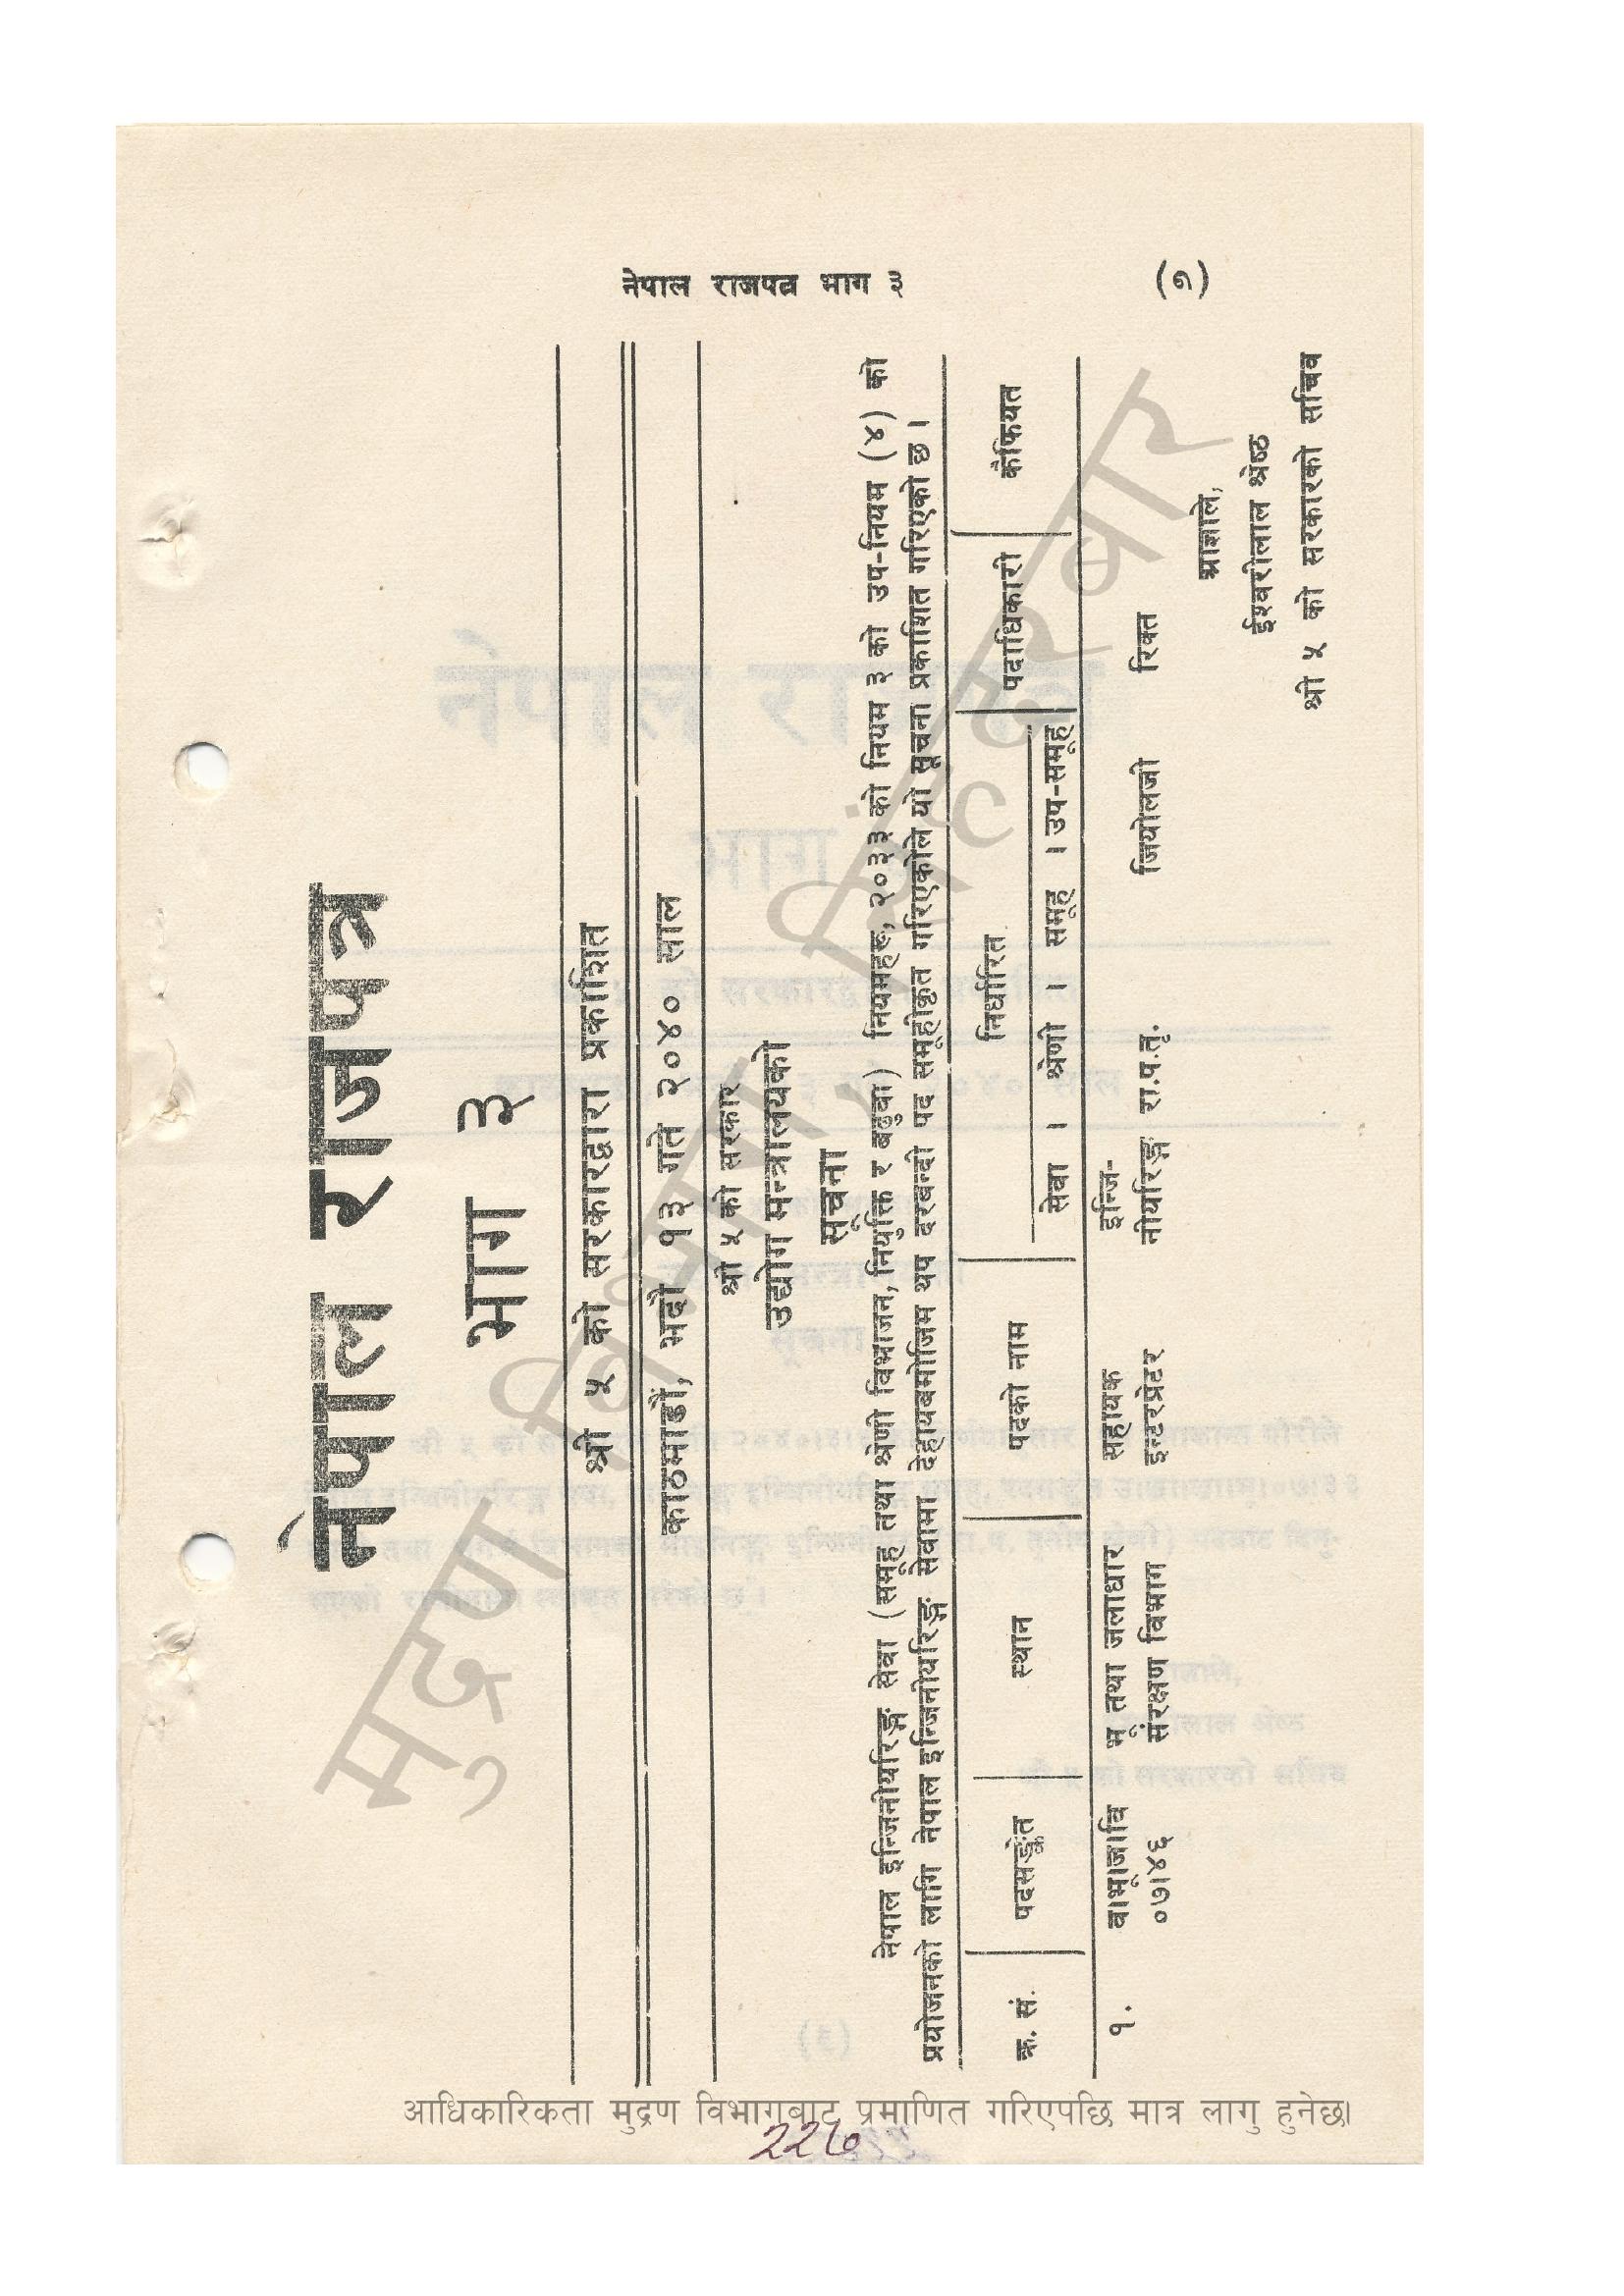 नेपाल राजपत्र भाग ३
(१)
नेपाल राजपत्र
भाग ३
श्री ५ को सरकारद्वारा प्रकाशित
काठमाडौं, भदौ १३ गते २०४० साल
श्री ५ को सरकार
उद्योग मन्त्रालयको
सूचना
नेपाल इन्जिनीयरिङ्ग सेवा (समूह तथा श्रेणी विभाजन, नियुक्ति र बढुवा) नियमहरू, २०३३ को नियम ३ को उप-नियम (४) को
प्रयोजनको लागि नेपाल इन्जिनीयरिङ्ग सेवामा देहायबमोजिम थप दरबन्दी पद समूहीकृत गरिएकोले यो सूचना प्रकाशित गरिएको छ ।
क्र. सं. पदसङ्केत स्थान पदको नाम निर्धारित पदाधिकारी कैफियत
सेवा । श्रेणी । समूह । उप-समूह
१. वाभूजावि भू तथा जलाधार सहायक इन्जि-
०७।४६ संरक्षण विभाग इन्टरप्रेटर नीयरिङ्ग रा.प.तृ. जियोलजी रिक्त
आज्ञाले,
ईश्वरीलाल श्रेष्ठ
श्री ५ को सरकारको सचिव
मुद्रण विभाग, सिंहदरबार
आधिकारिकता मुद्रण विभागबाट प्रमाणित गरिएपछि मात्र लागु हुनेछ।